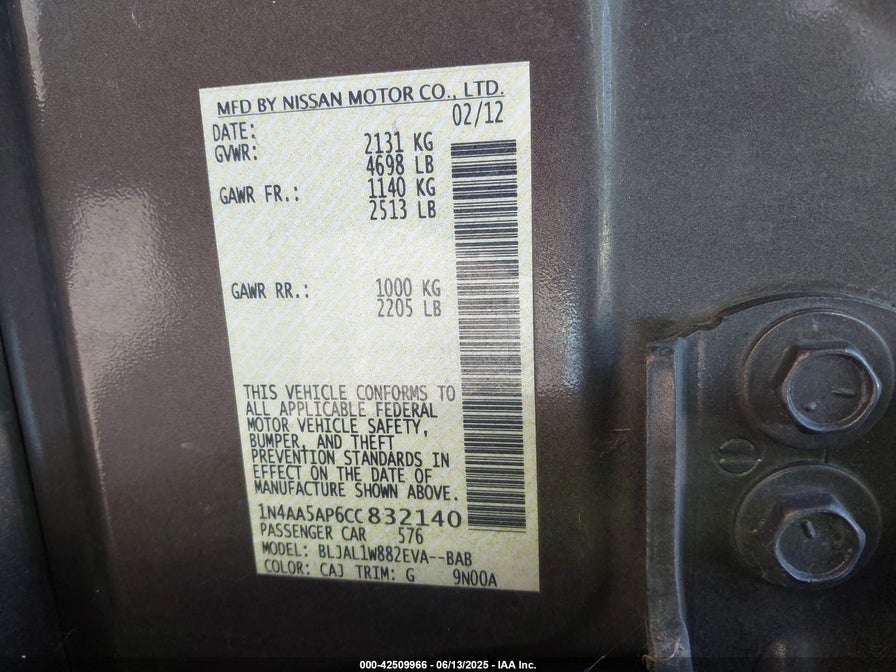 MFD BY NISSAN MOTOR CO., LTD.
DATE: 02/12
GVWR: 2131 KG
4698 LB
GAWR FR.: 1140 KG
2513 LB
GAWR RR.: 1000 KG
2205 LB
THIS VEHICLE CONFORMS TO
ALL APPLICABLE FEDERAL
MOTOR VEHICLE SAFETY,
BUMPER, AND THEFT
PREVENTION STANDARDS IN
EFFECT ON THE DATE OF
MANUFACTURE SHOWN ABOVE.
1N4AA5AP6CC832140
PASSENGER CAR 576
MODEL: BLJAL1W882EVA--BAB
COLOR: CAJ TRIM: G 9N00A
000-42509966 - 06/13/2025 - IAA Inc.